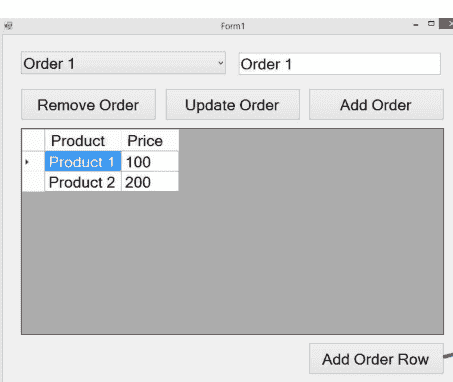 Form1
Order 1 Order 1
Remove Order Update Order Add Order
Product Price
Product 1 100
Product 2 200
Add Order Row